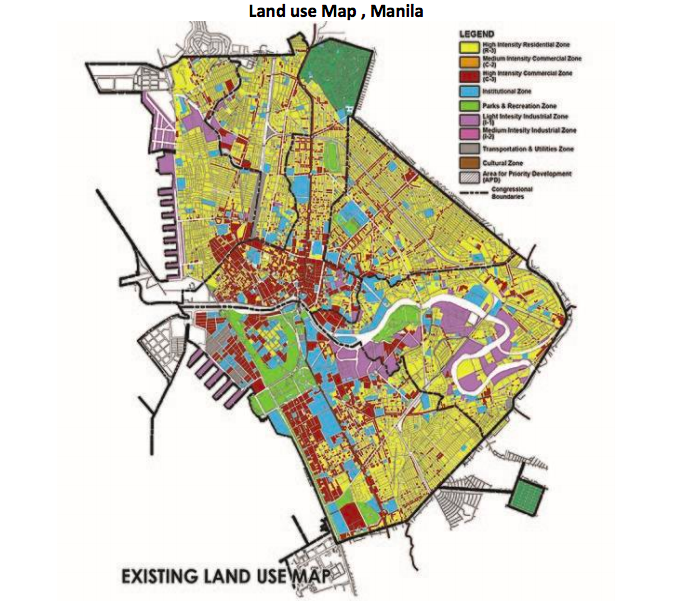 Land use Map , Manila
LEGEND
High Intensity Residential Zone
(R-3)
Medium Intensity Commercial Zone
(C-2)
High Intensity Commercial Zone
(C-3)
Institutional Zone
Parks & Recreation Zone
Light Intesity Industrial Zone
(I-1)
Medium Intesity Industrial Zone
(I-2)
Transportation & Utilities Zone
Cultural Zone
Area for Priority Development
(APD)
Congressional
Boundaries
EXISTING LAND USE MAP